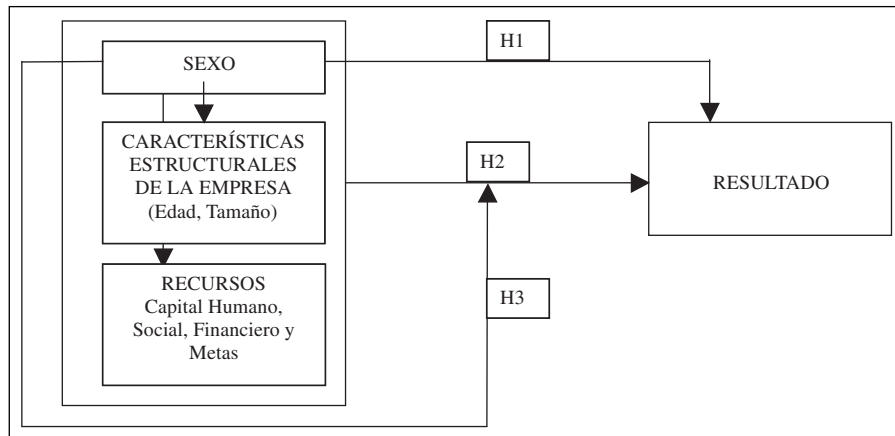 SEXO
H1
CARACTERÍSTICAS
ESTRUCTURALES
DE LA EMPRESA
(Edad, Tamaño)
H2
RESULTADO
RECURSOS
Capital Humano,
Social, Financiero y
Metas
H3